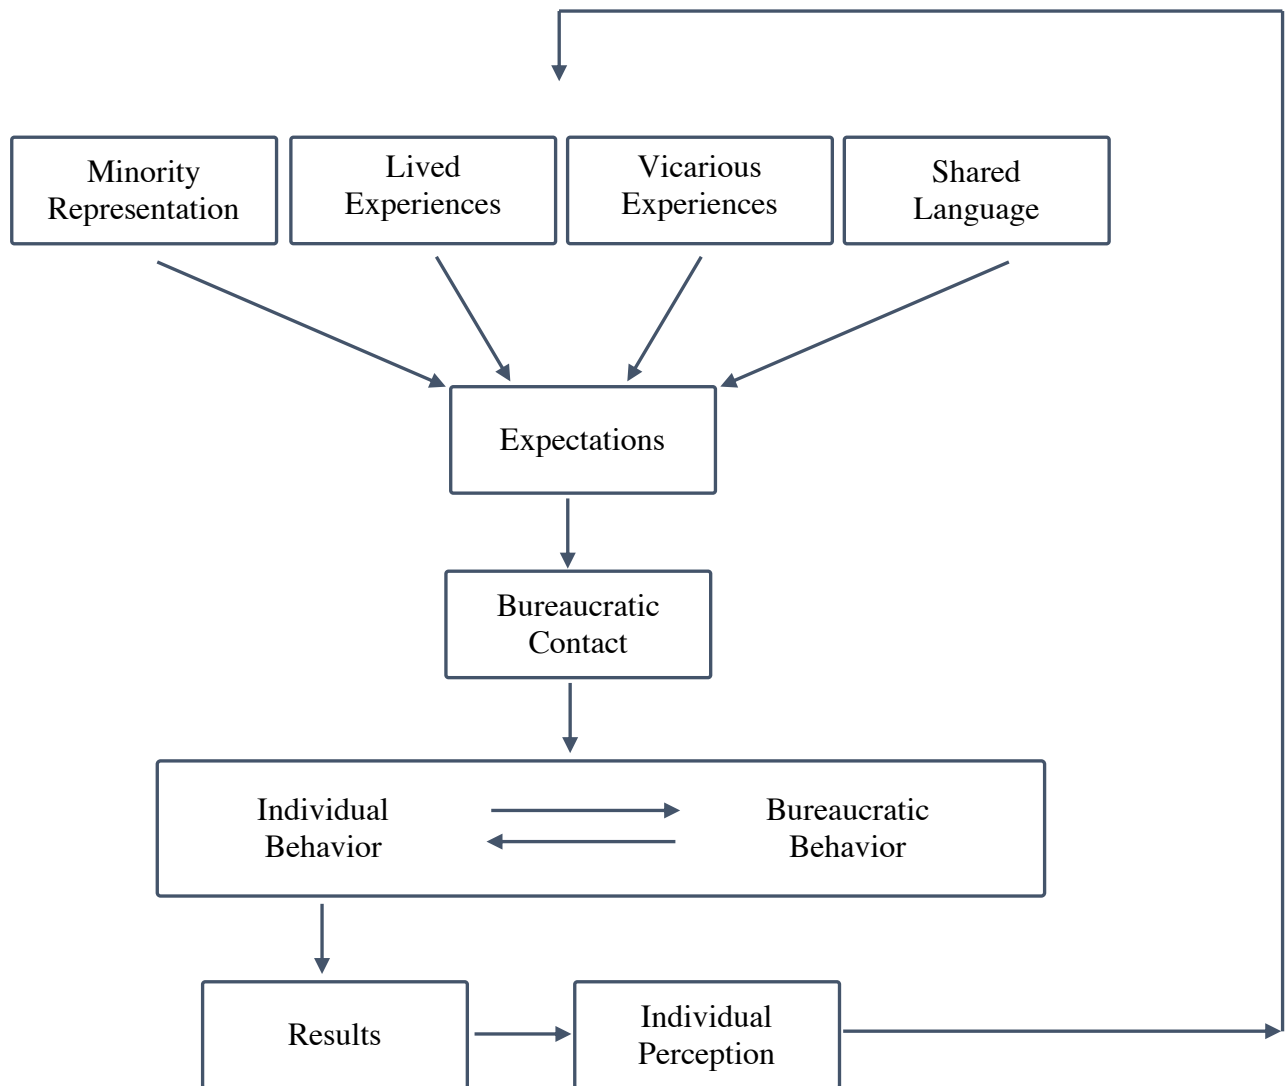 Minority
Representation
Lived
Experiences
Vicarious
Experiences
Shared
Language
Expectations
Bureaucratic
Contact
Individual
Behavior
Bureaucratic
Behavior
Results
Individual
Perception